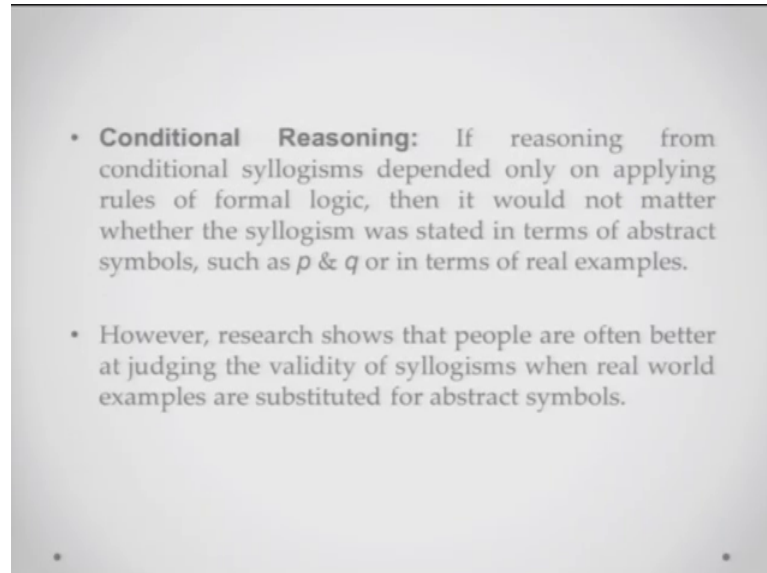 • Conditional Reasoning: If reasoning from
conditional syllogisms depended only on applying
rules of formal logic, then it would not matter
whether the syllogism was stated in terms of abstract
symbols, such as p & q or in terms of real examples.
• However, research shows that people are often better
at judging the validity of syllogisms when real world
examples are substituted for abstract symbols.